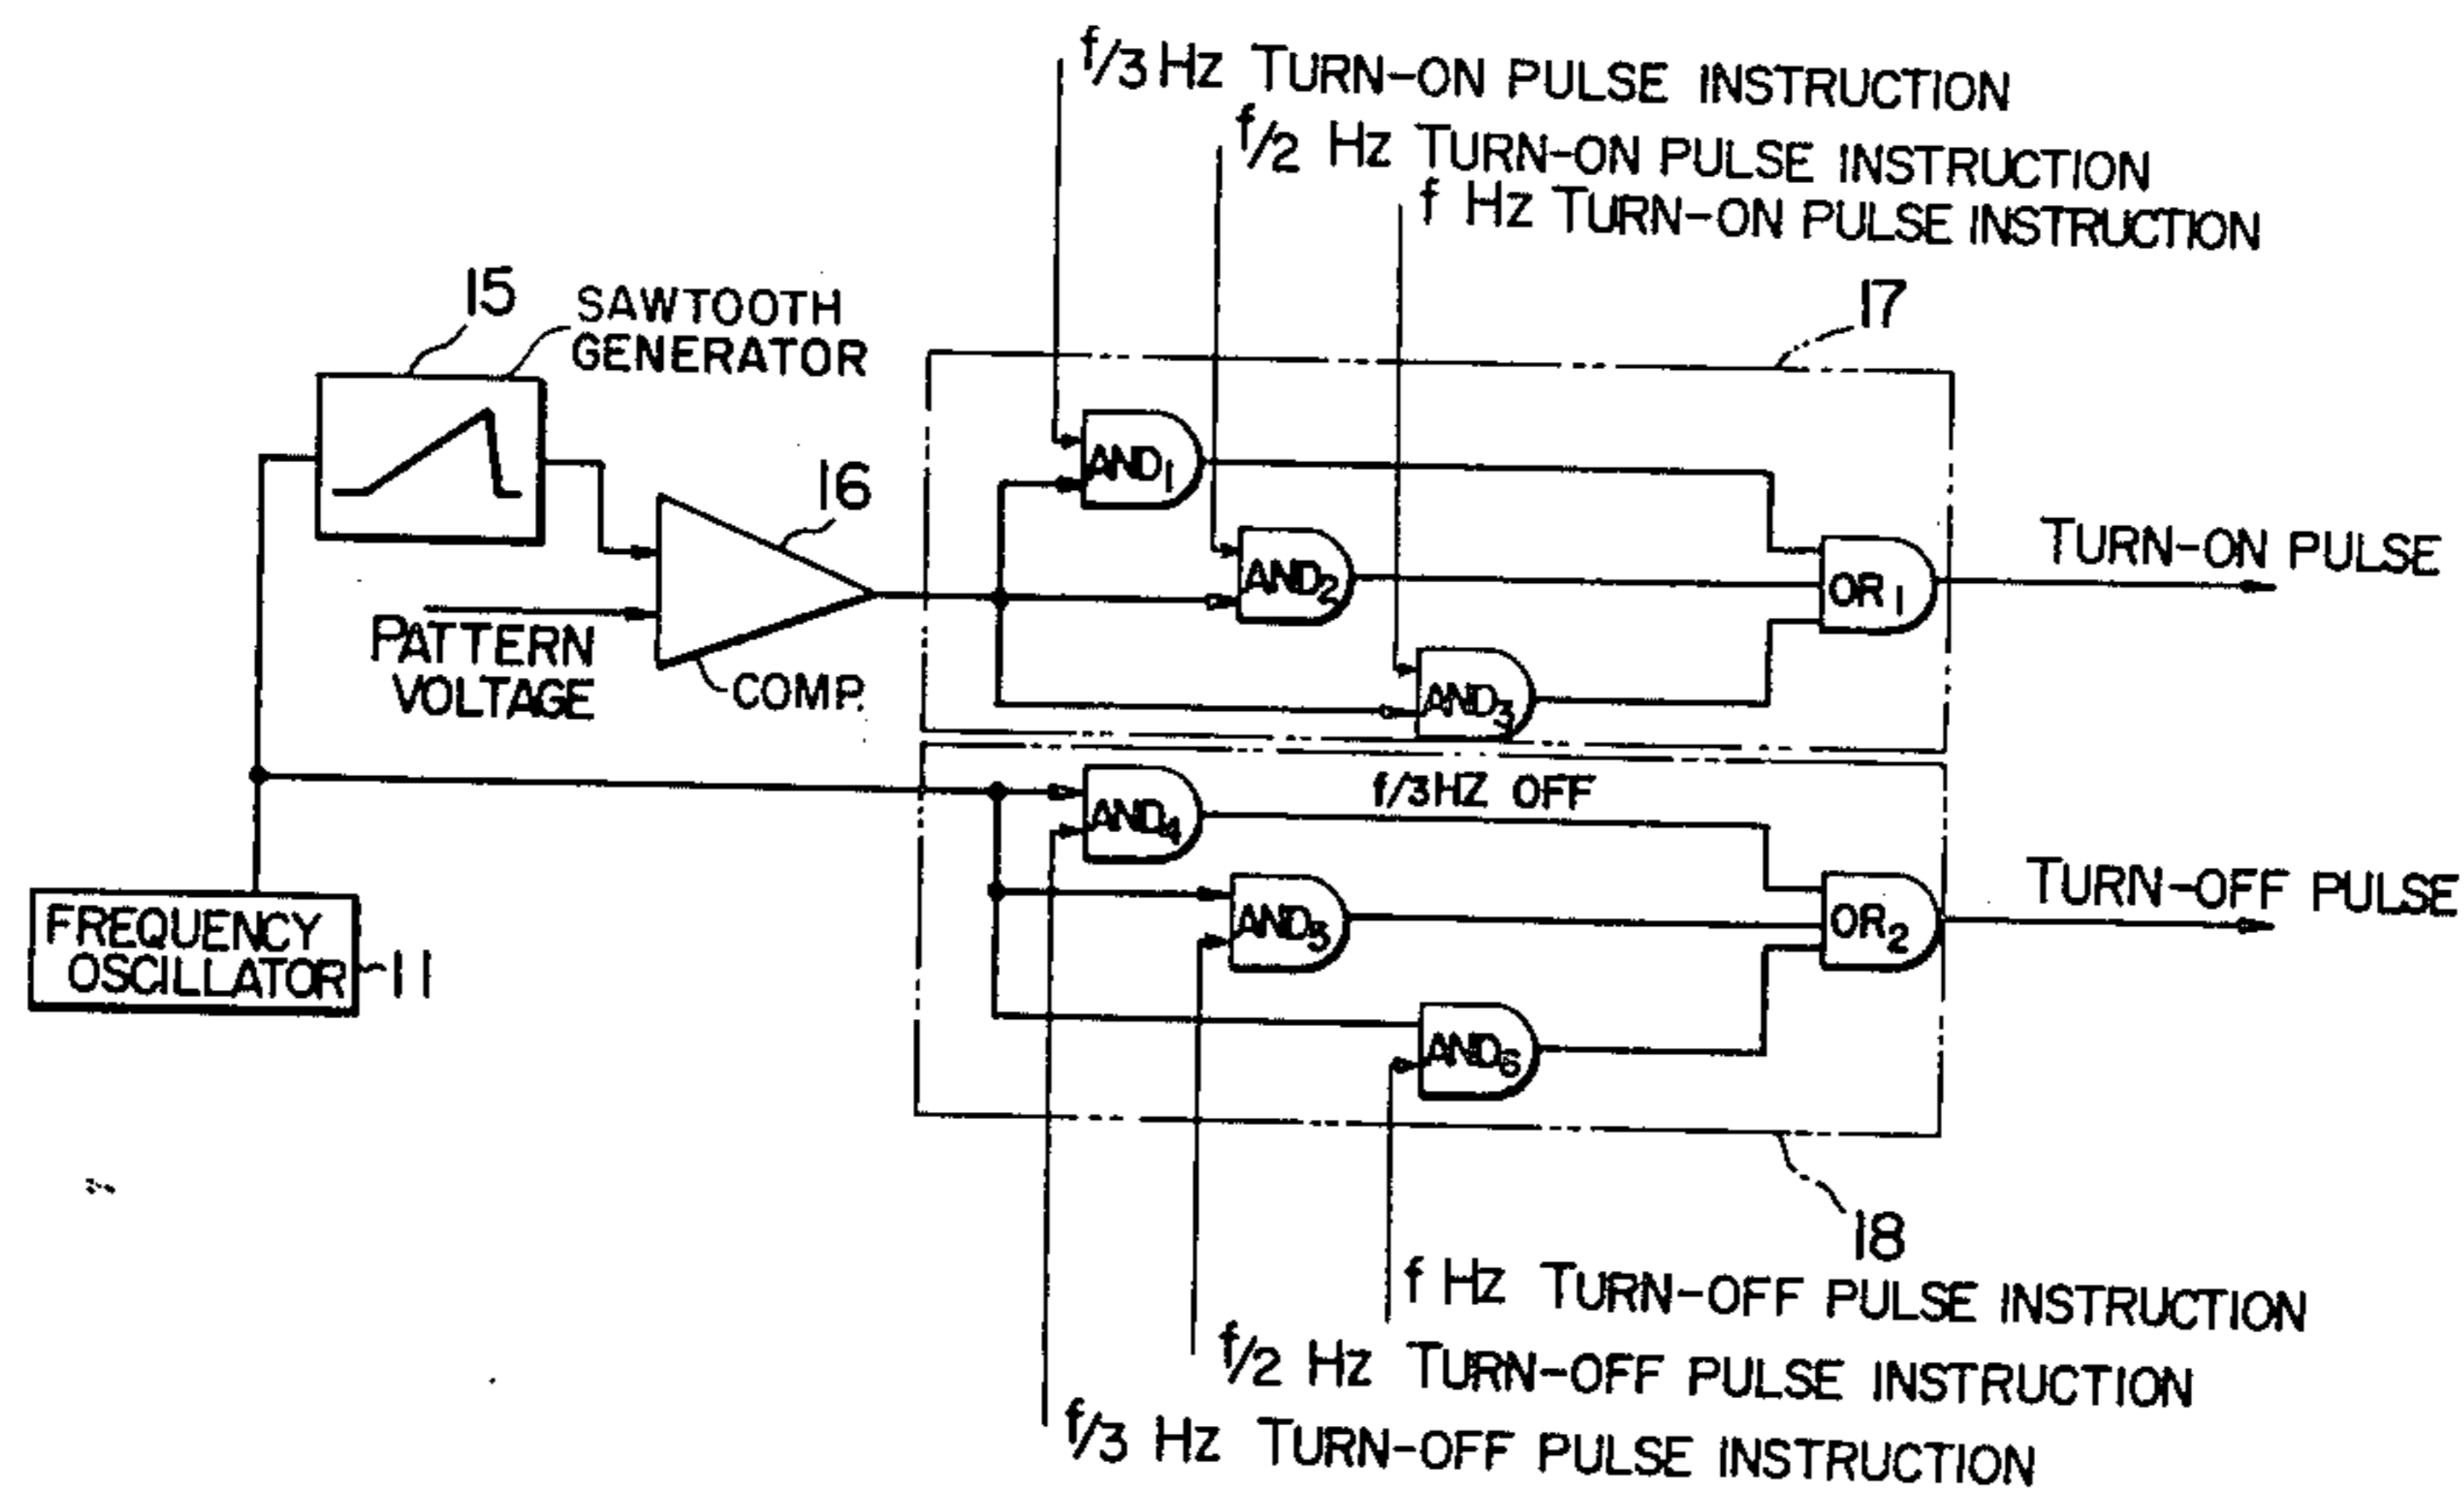 f/3 Hz TURN-ON PULSE INSTRUCTION
f/2 Hz TURN-ON PULSE INSTRUCTION
f Hz TURN-ON PULSE INSTRUCTION
15
SAWTOOTH
GENERATOR
17
16
AND1
AND2
AND3
OR1
TURN-ON PULSE
PATTERN
VOLTAGE
COMP.
f/3HZ OFF
AND4
AND3
AND6
OR2
TURN-OFF PULSE
FREQUENCY
OSCILLATOR
11
18
f Hz TURN-OFF PULSE INSTRUCTION
f/2 Hz TURN-OFF PULSE INSTRUCTION
f/3 Hz TURN-OFF PULSE INSTRUCTION